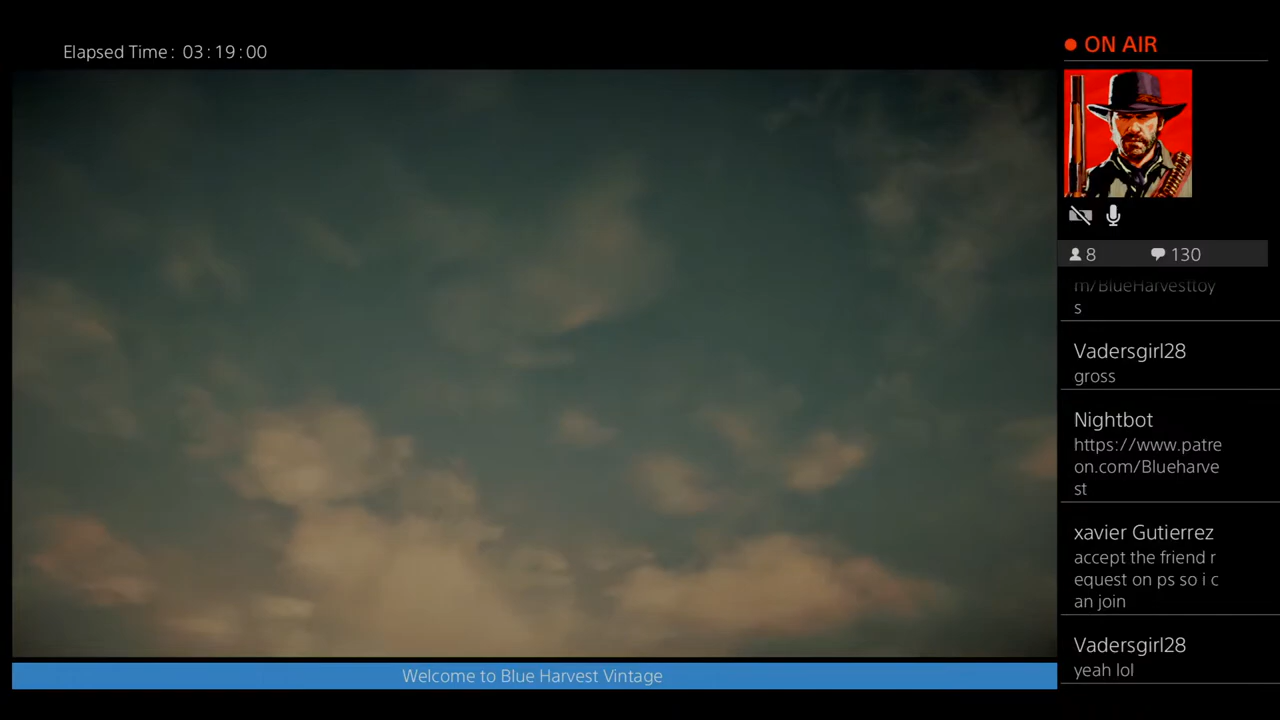 Elapsed Time: 03:19:00
ON AIR
8 130
m/BlueHarvesttoy
s
Vadersgirl28
gross
Nightbot
https://www.patre
on.com/Blueharve
st
xavier Gutierrez
accept the friend r
equest on ps so i c
an join
Vadersgirl28
yeah lol
Welcome to Blue Harvest Vintage